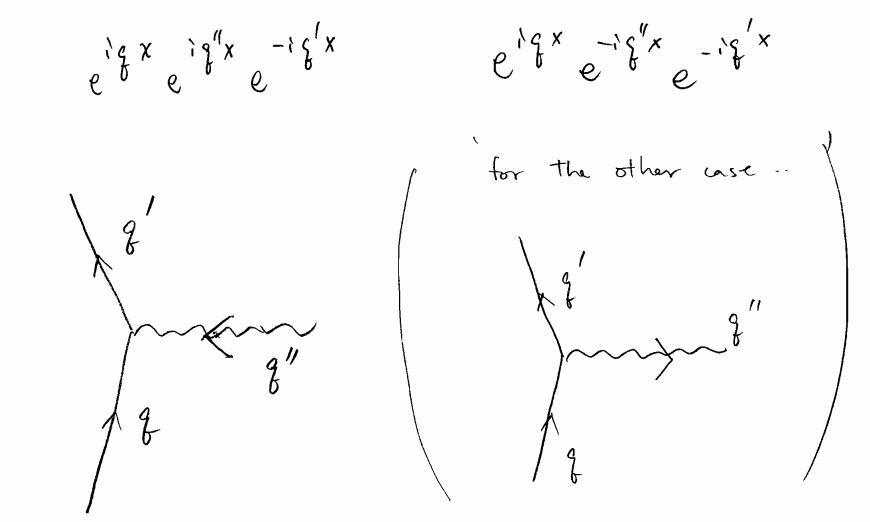 e^{iqx} e^{iq''x} e^{-iq'x}
e^{iqx} e^{-iq''x} e^{-iq'x}
for the other case ..
q'
q''
q
q'
q''
q